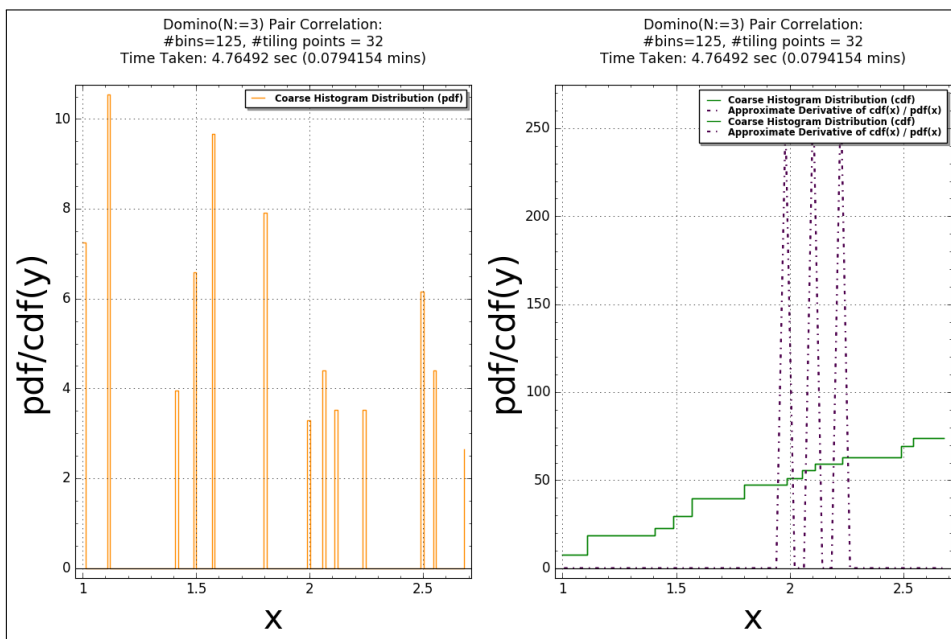 Domino(N:=3) Pair Correlation:
#bins=125, #tiling points = 32
Time Taken: 4.76492 sec (0.0794154 mins)
Coarse Histogram Distribution (pdf)
10
8
6
4
2
0
1
1.5
2
2.5
pdf/cdf(y)
x
Domino(N:=3) Pair Correlation:
#bins=125, #tiling points = 32
Time Taken: 4.76492 sec (0.0794154 mins)
Coarse Histogram Distribution (cdf)
Approximate Derivative of cdf(x) / pdf(x)
Coarse Histogram Distribution (cdf)
Approximate Derivative of cdf(x) / pdf(x)
250
200
150
100
50
0
1
1.5
2
2.5
pdf/cdf(y)
x